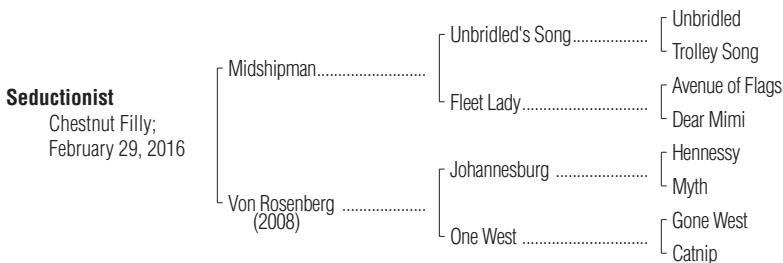 Seductionist
Chestnut Filly;
February 29, 2016
Midshipman
Von Rosenberg
(2008)
Unbridled's Song
Fleet Lady
Johannesburg
One West
Unbridled
Trolley Song
Avenue of Flags
Dear Mimi
Hennessy
Myth
Gone West
Catnip